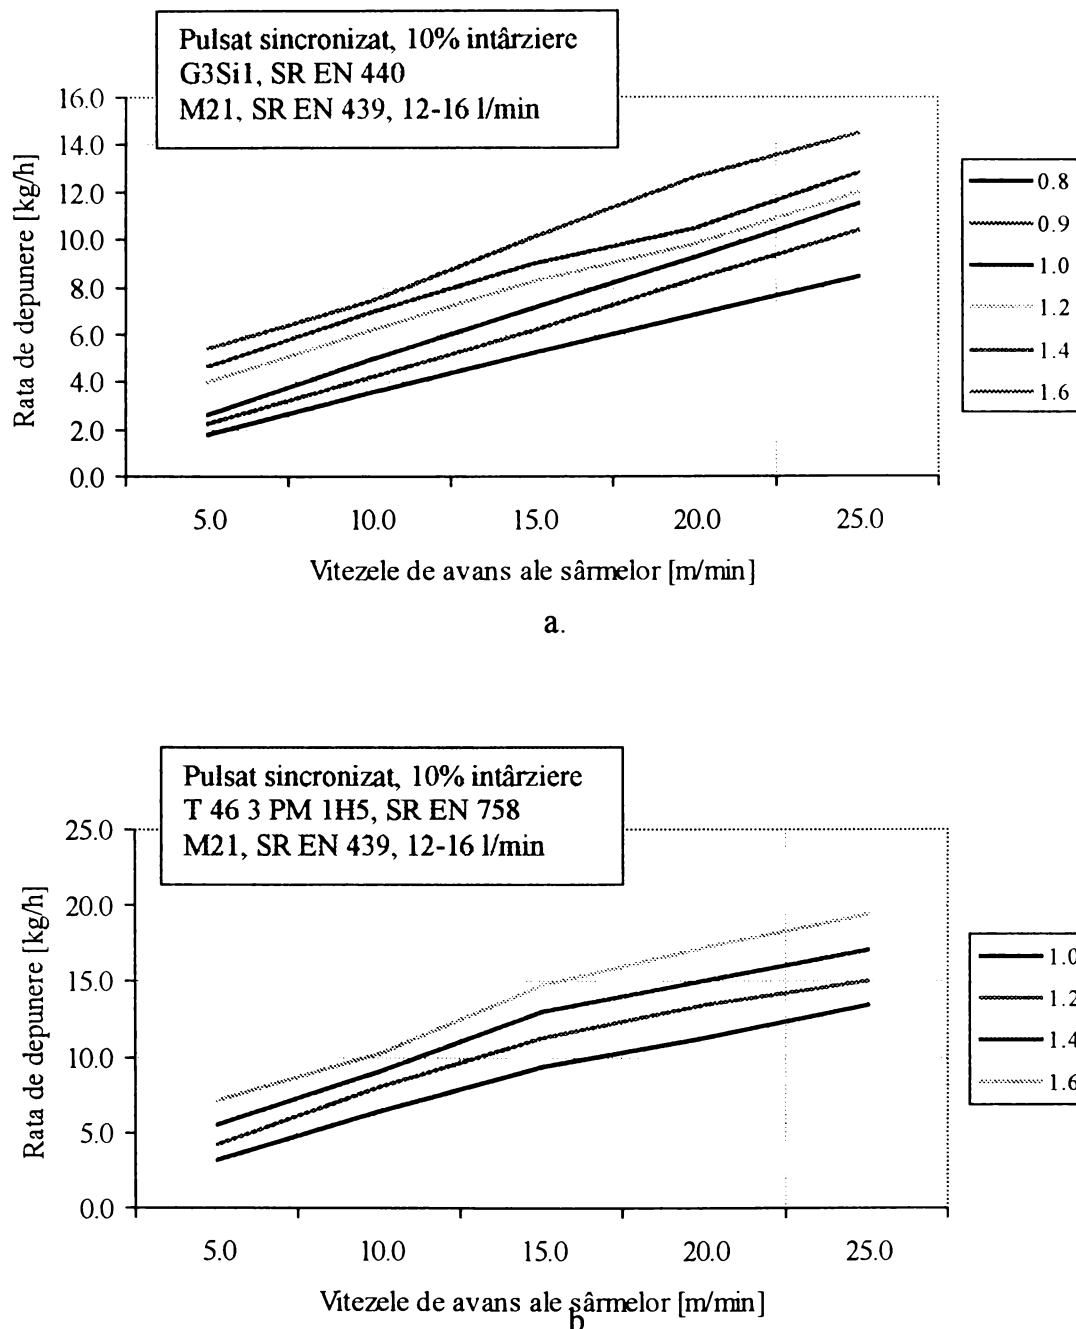 Pulsat sincronizat, 10% intârziere
G3Si1, SR EN 440
M21, SR EN 439, 12-16 l/min
Rata de depunere [kg/h]
16.0
14.0
12.0
10.0
8.0
6.0
4.0
2.0
0.0
5.0 10.0 15.0 20.0 25.0
Vitezele de avans ale sârmelor [m/min]
0.8
0.9
1.0
1.2
1.4
1.6
a.
Pulsat sincronizat, 10% intârziere
T 46 3 PM 1H5, SR EN 758
M21, SR EN 439, 12-16 l/min
Rata de depunere [kg/h]
25.0
20.0
15.0
10.0
5.0
0.0
5.0 10.0 15.0 20.0 25.0
Vitezele de avans ale sârmelor [m/min]
1.0
1.2
1.4
1.6
b